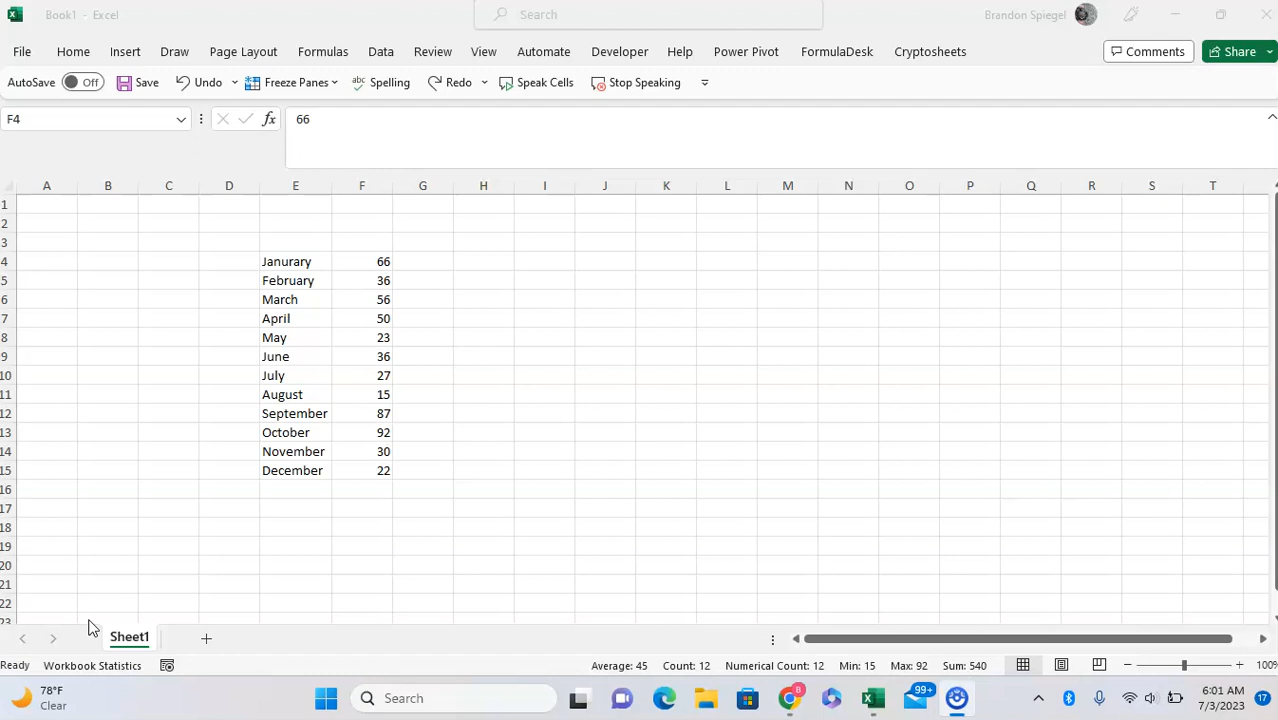 Book1 - Excel
Search
Brandon Spiegel
File Home Insert Draw Page Layout Formulas Data Review View Automate Developer Help Power Pivot FormulaDesk Cryptosheets Comments Share
AutoSave Off Save Undo Freeze Panes abc Spelling Redo Speak Cells Stop Speaking
F4 fx 66
A B C D E F G H I J K L M N O P Q R S T
1
2
3
4 Janurary 66
5 February 36
6 March 56
7 April 50
8 May 23
9 June 36
10 July 27
11 August 15
12 September 87
13 October 92
14 November 30
15 December 22
16
17
18
19
20
21
22
23
Sheet1
Ready Workbook Statistics Average: 45 Count: 12 Numerical Count: 12 Min: 15 Max: 92 Sum: 540 100%
78°F
Clear
Search
8
99+
6:01 AM
7/3/2023
17